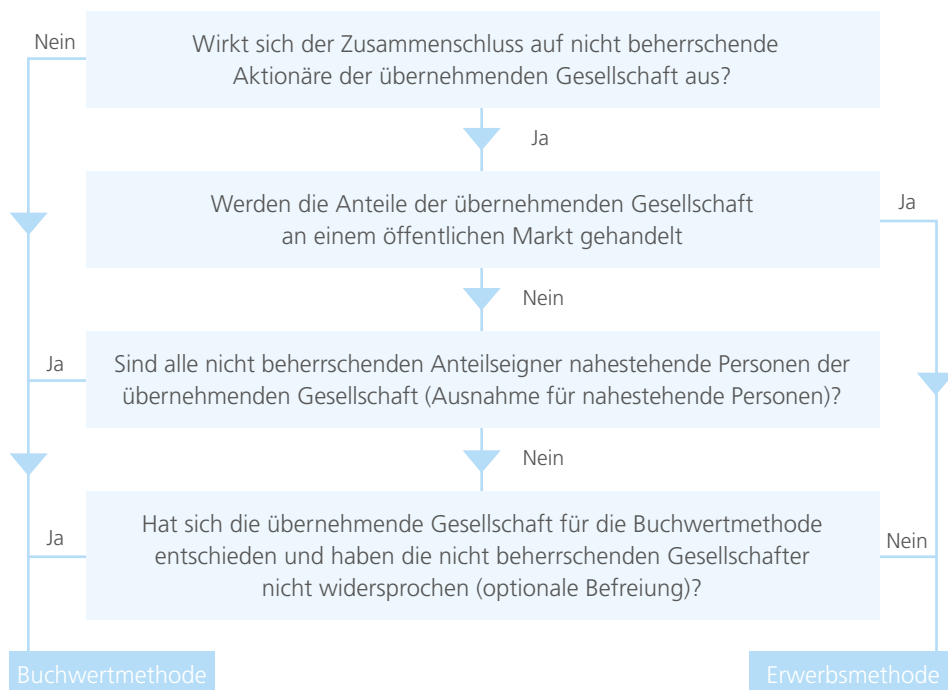 Nein
Wirkt sich der Zusammenschluss auf nicht beherrschende
Aktionäre der übernehmenden Gesellschaft aus?
Ja
Werden die Anteile der übernehmenden Gesellschaft
an einem öffentlichen Markt gehandelt
Ja
Nein
Ja
Sind alle nicht beherrschenden Anteilseigner nahestehende Personen der
übernehmenden Gesellschaft (Ausnahme für nahestehende Personen)?
Nein
Ja
Hat sich die übernehmende Gesellschaft für die Buchwertmethode
entschieden und haben die nicht beherrschenden Gesellschafter
nicht widersprochen (optionale Befreiung)?
Nein
Buchwertmethode
Erwerbsmethode